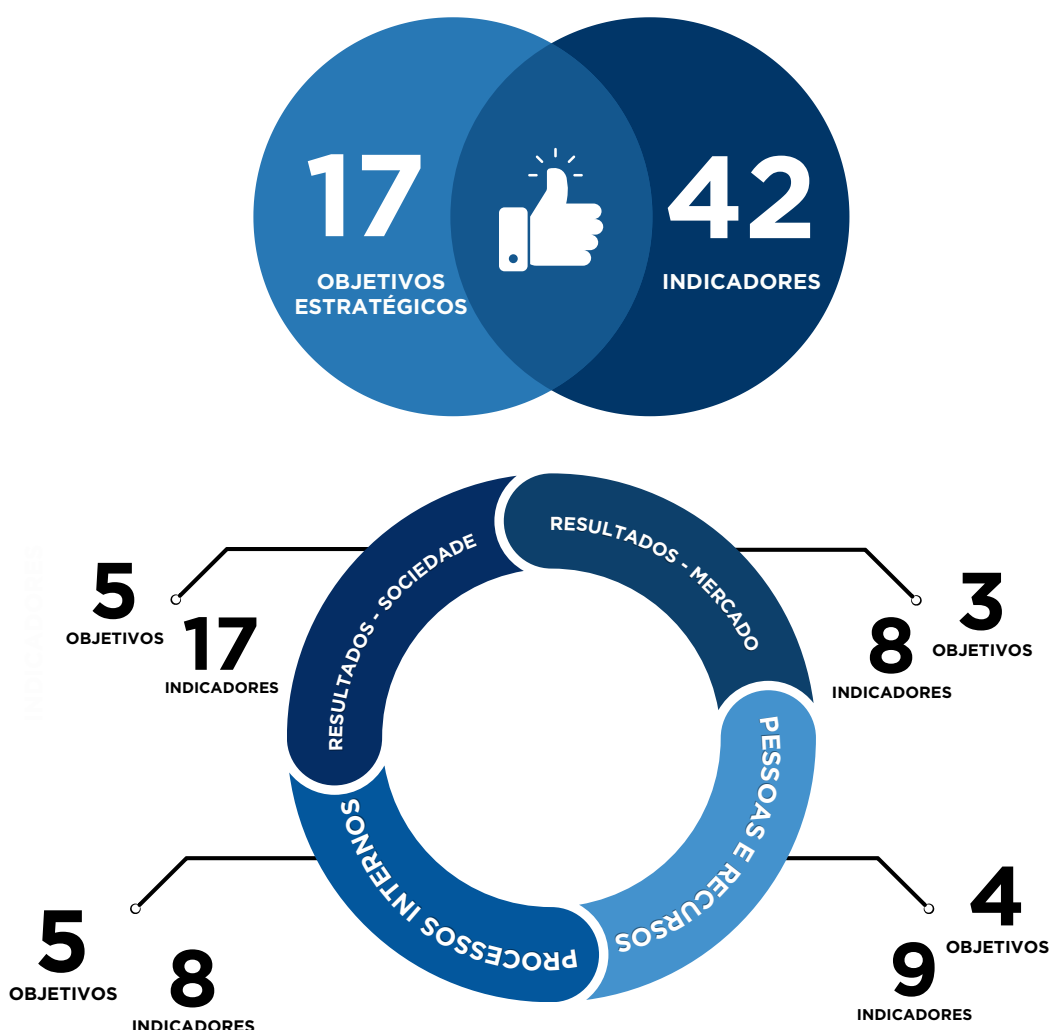 17
OBJETIVOS
ESTRATÉGICOS
42
INDICADORES
RESULTADOS - SOCIEDADE
RESULTADOS - MERCADO
5
OBJETIVOS
17
INDICADORES
3
OBJETIVOS
8
INDICADORES
PROCESSOS INTERNOS
PESSOAS E RECURSOS
5
OBJETIVOS
8
INDICADORES
4
OBJETIVOS
9
INDICADORES
INDICADORES